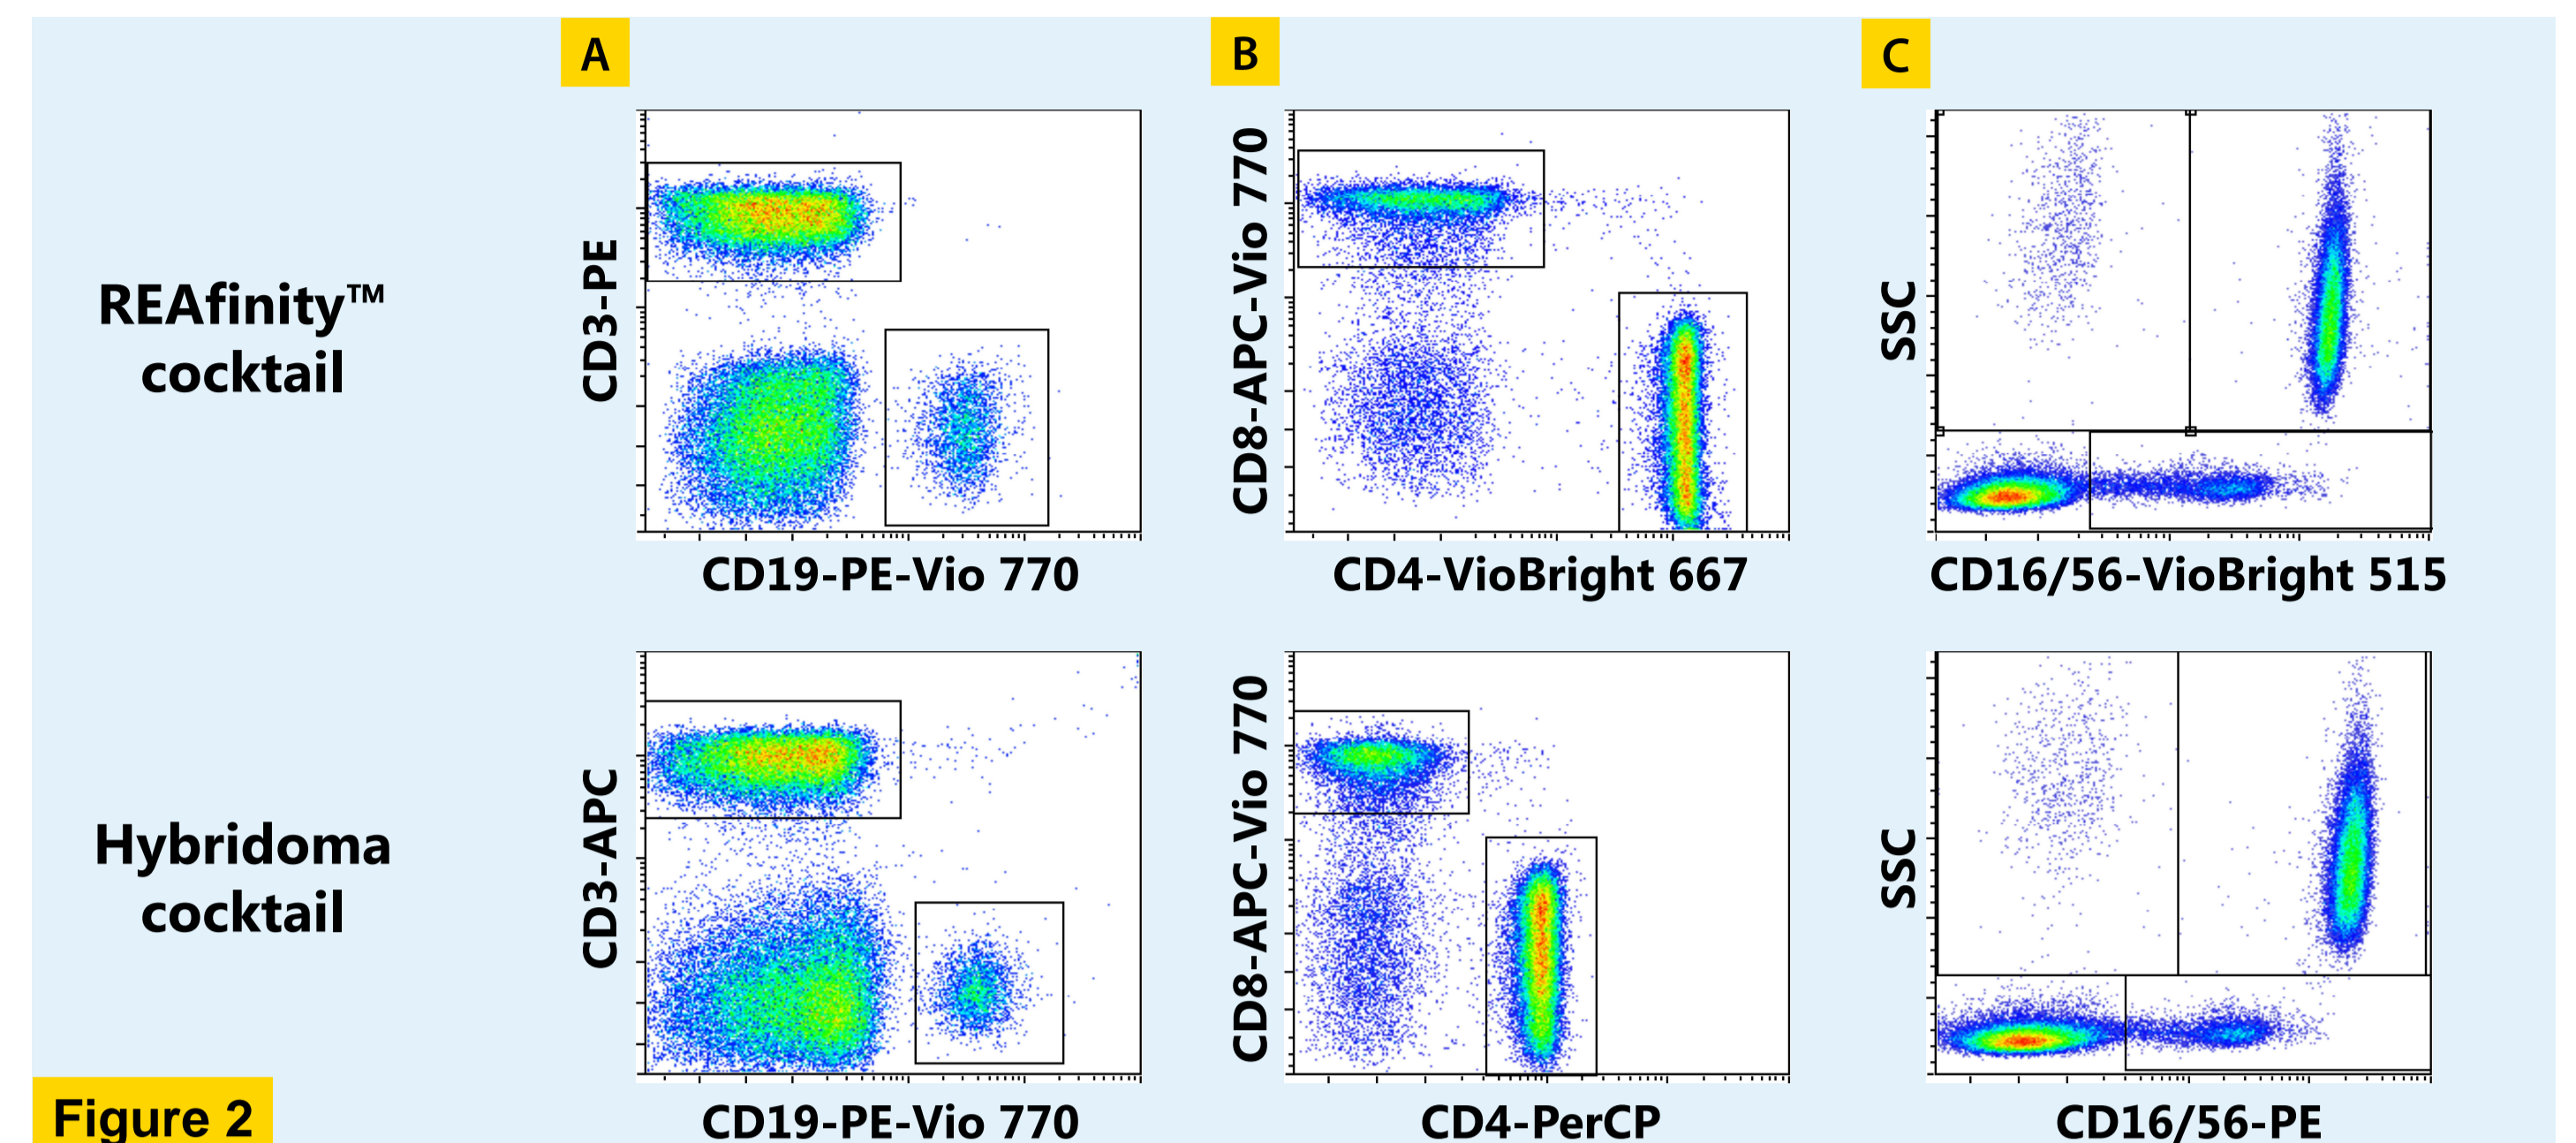 A
B
C
REAfinity™
cocktail
CD3-PE
CD19-PE-Vio 770
CD8-APC-Vio 770
CD4-VioBright 667
SSC
CD16/56-VioBright 515
Hybridoma
cocktail
CD3-APC
CD19-PE-Vio 770
CD8-APC-Vio 770
CD4-PerCP
SSC
CD16/56-PE
Figure 2